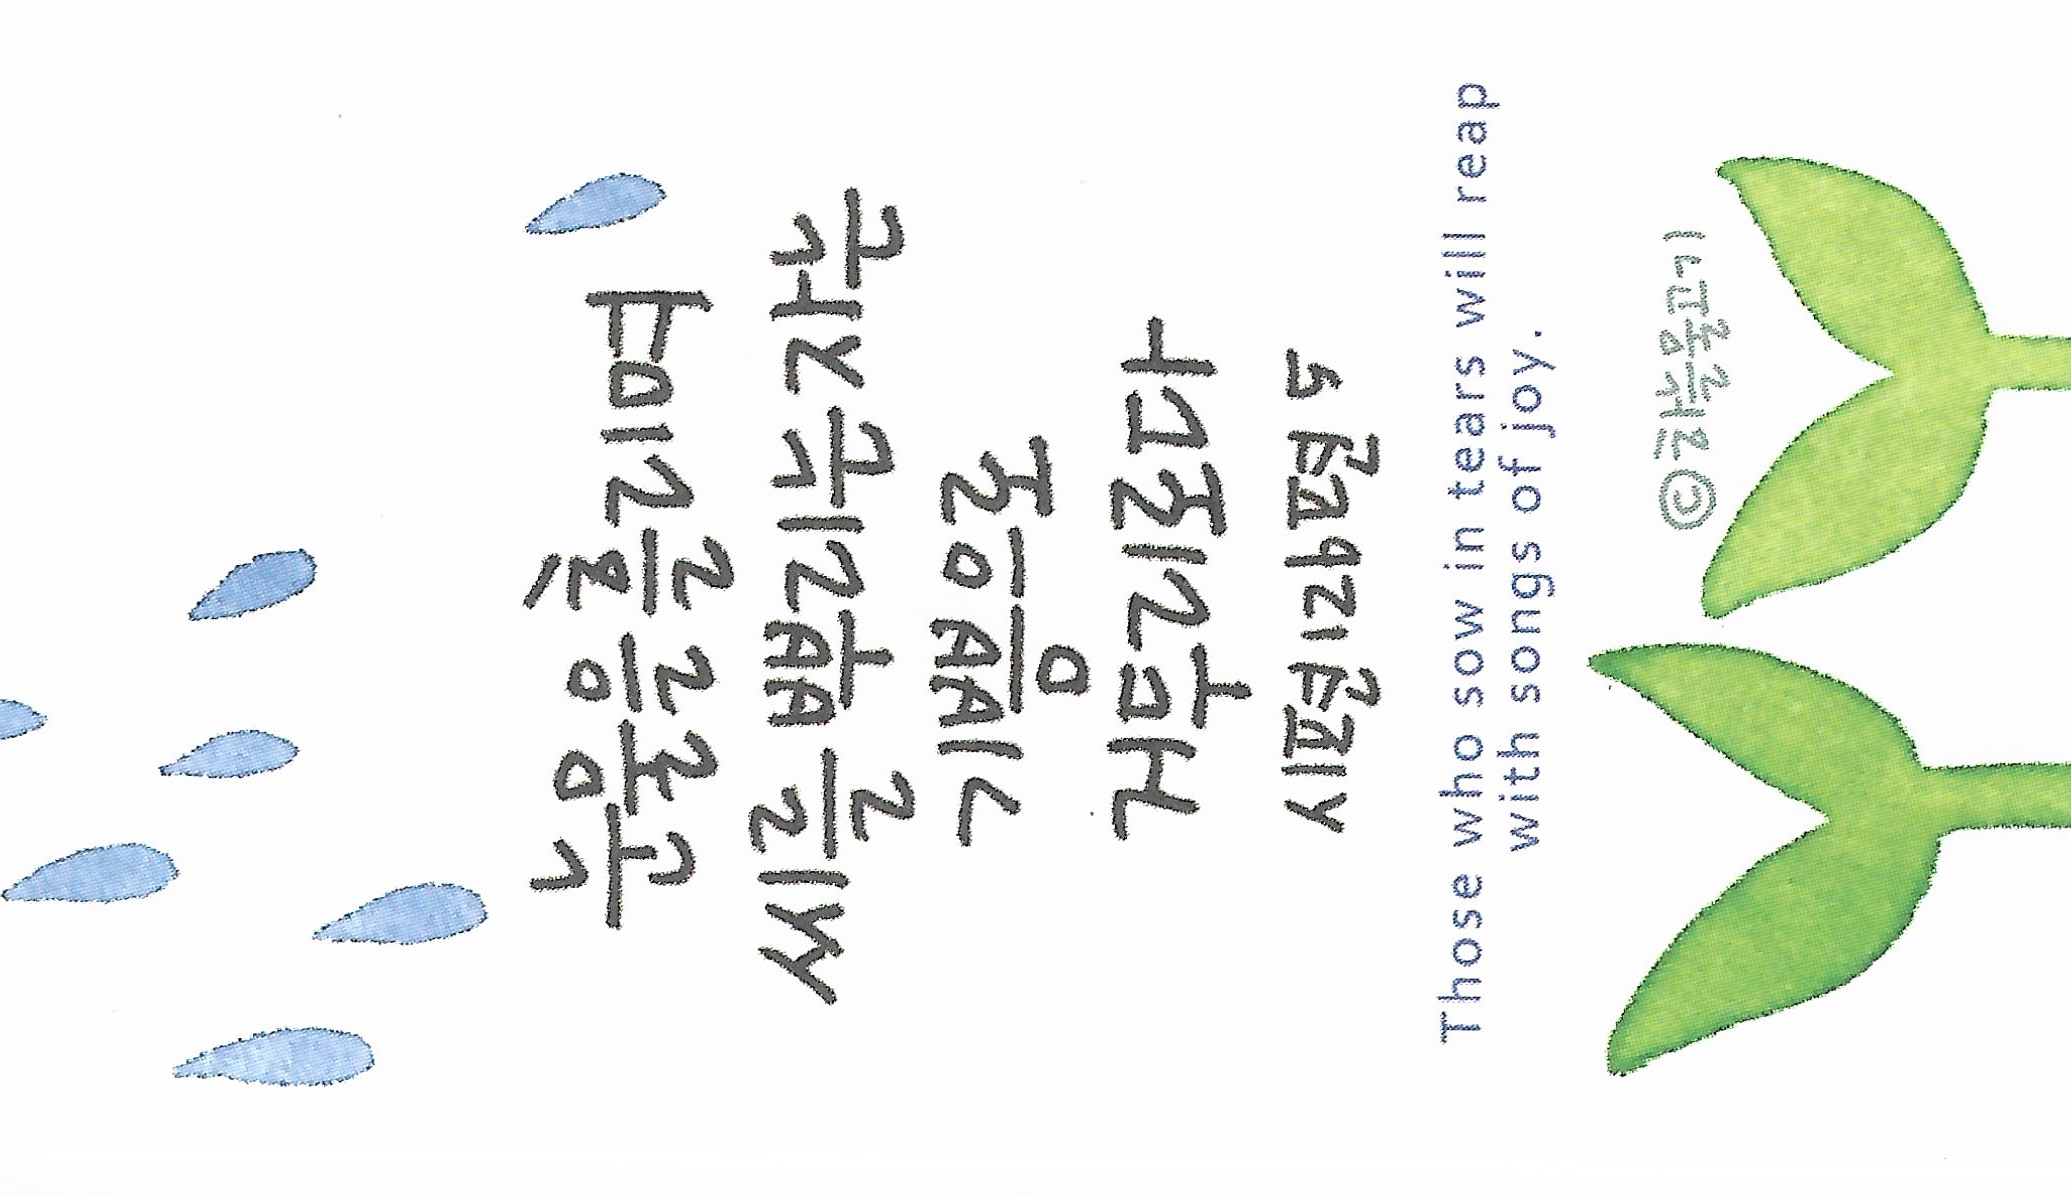 눈물을 흘리며
씨를 뿌리는 자는
기쁨으로
거두리로다
시편 126편 5
Those who sow in tears will reap
with songs of joy.
©하늘물고기